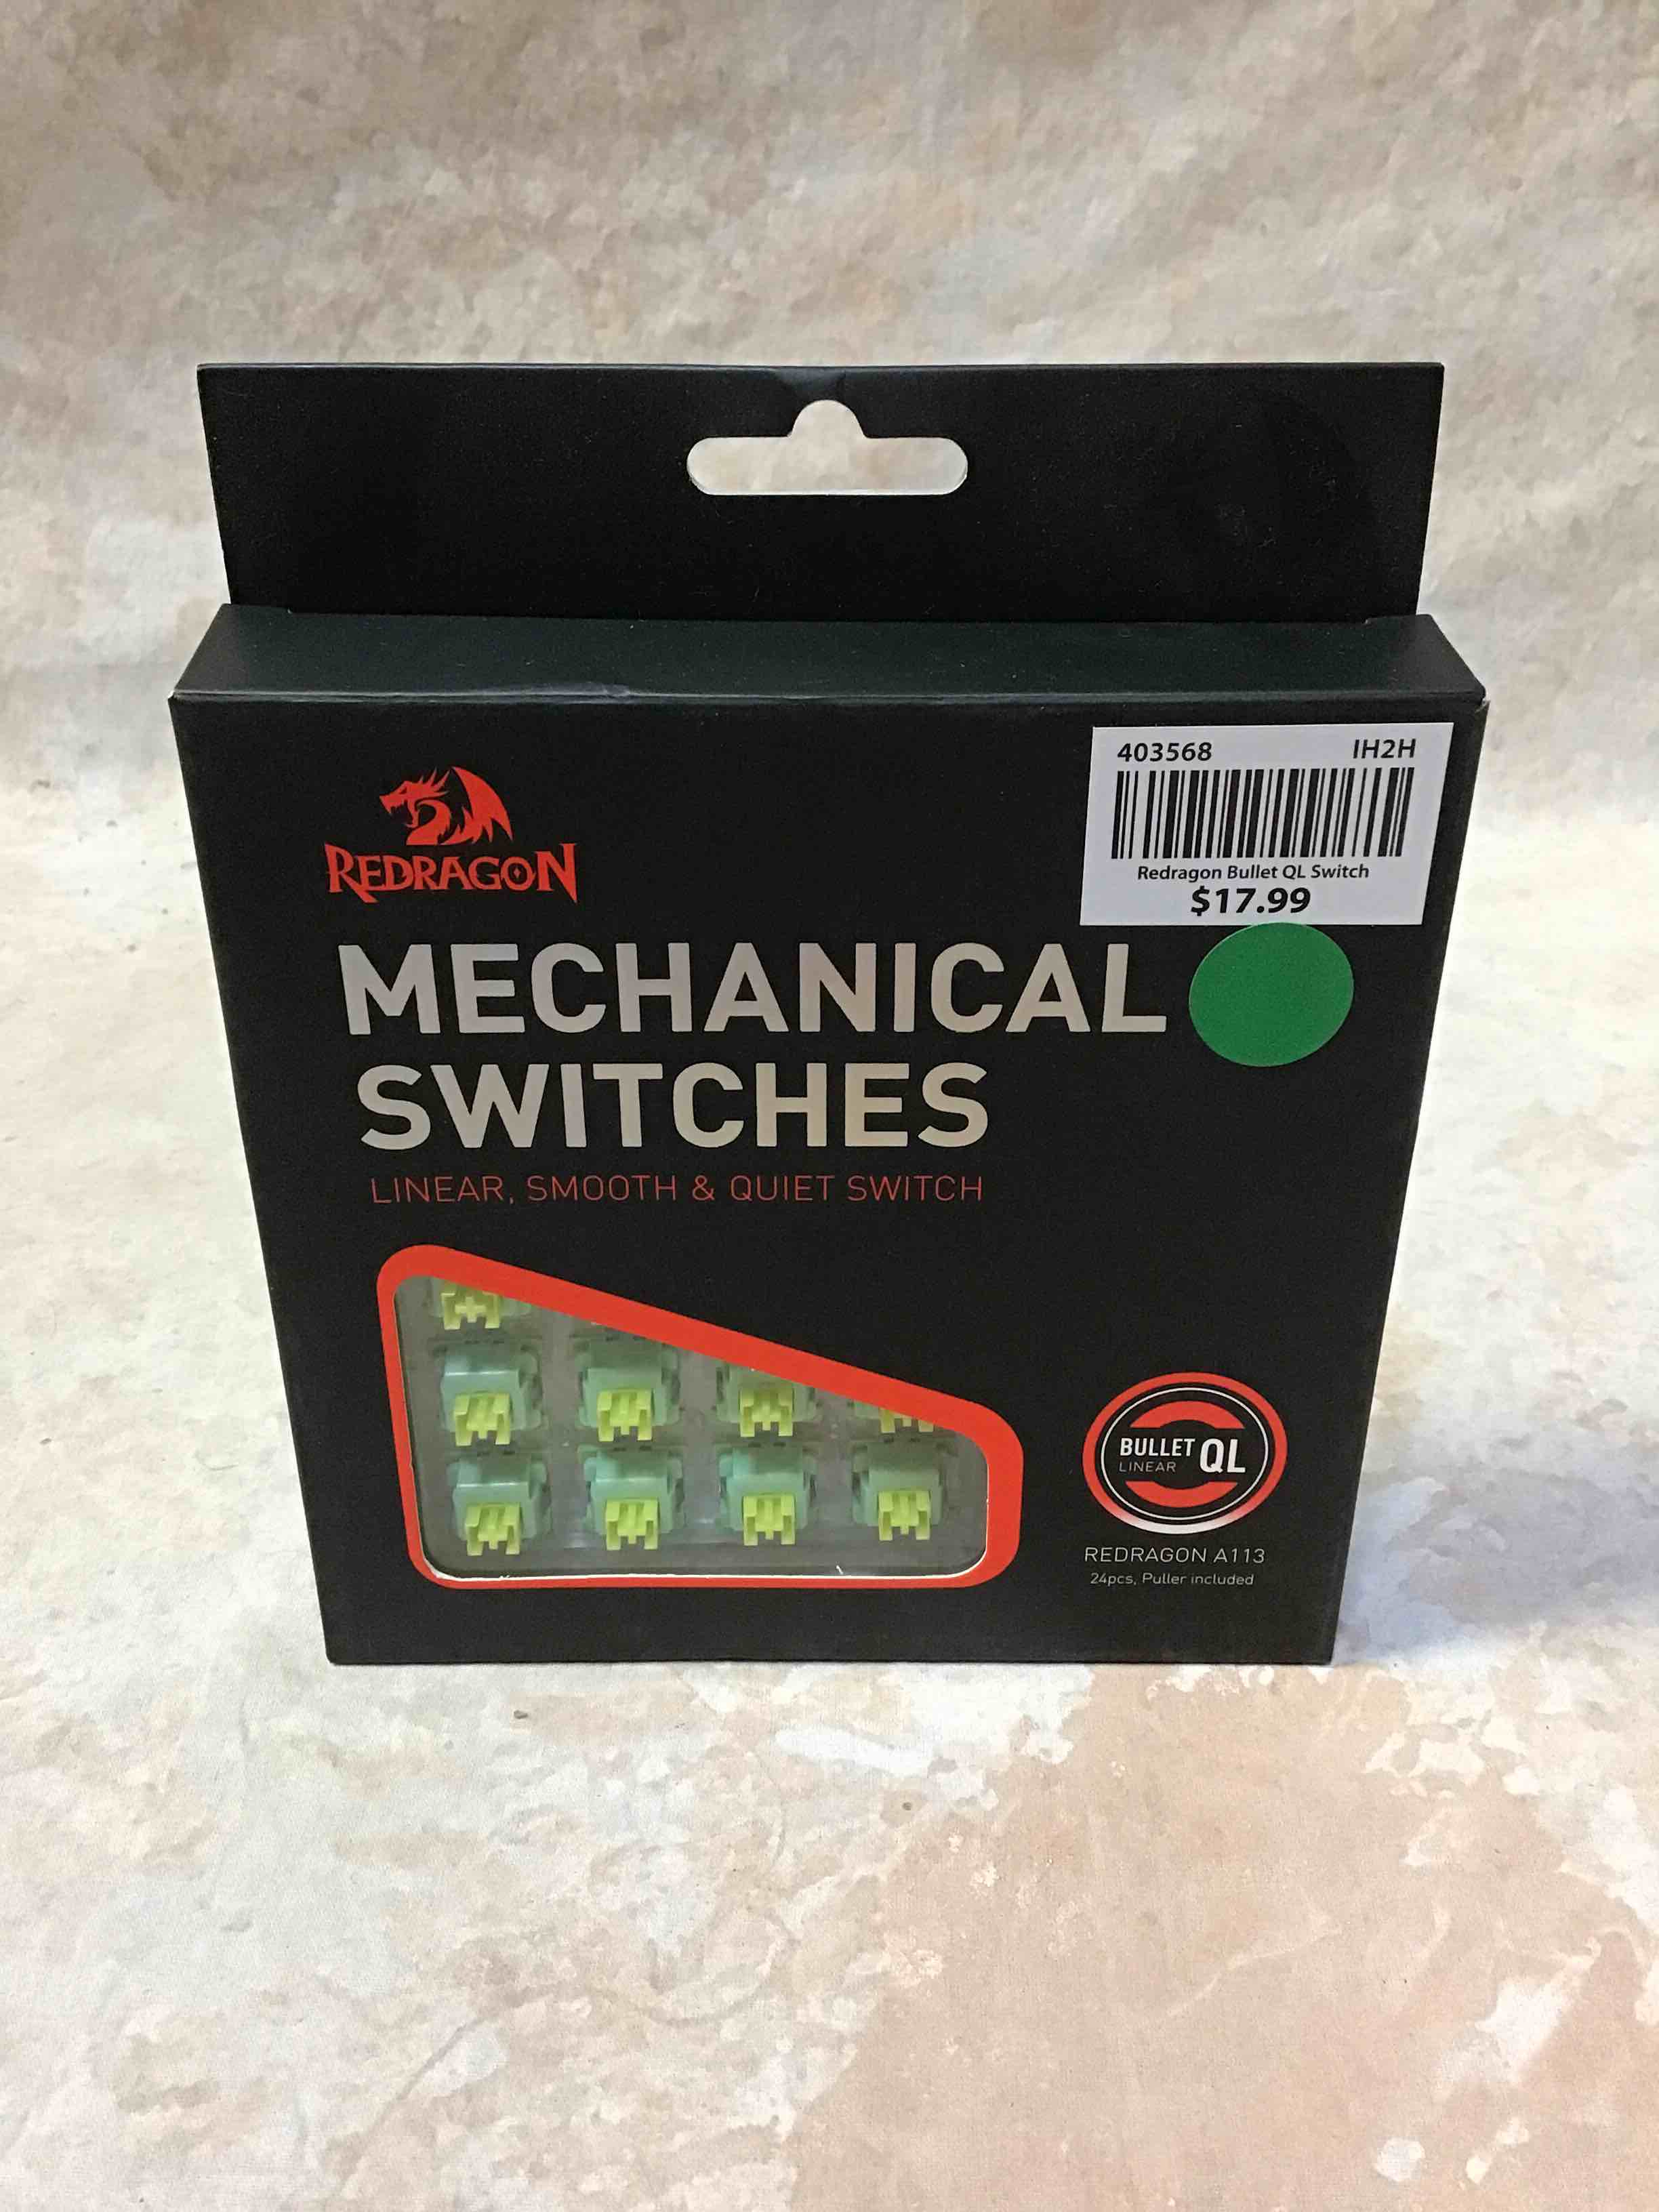 403568 IH2H
Redragon Bullet QL Switch
$17.99
REDRAGON
MECHANICAL
SWITCHES
LINEAR, SMOOTH & QUIET SWITCH
BULLET QL
LINEAR
REDRAGON A113
24pcs, Puller included